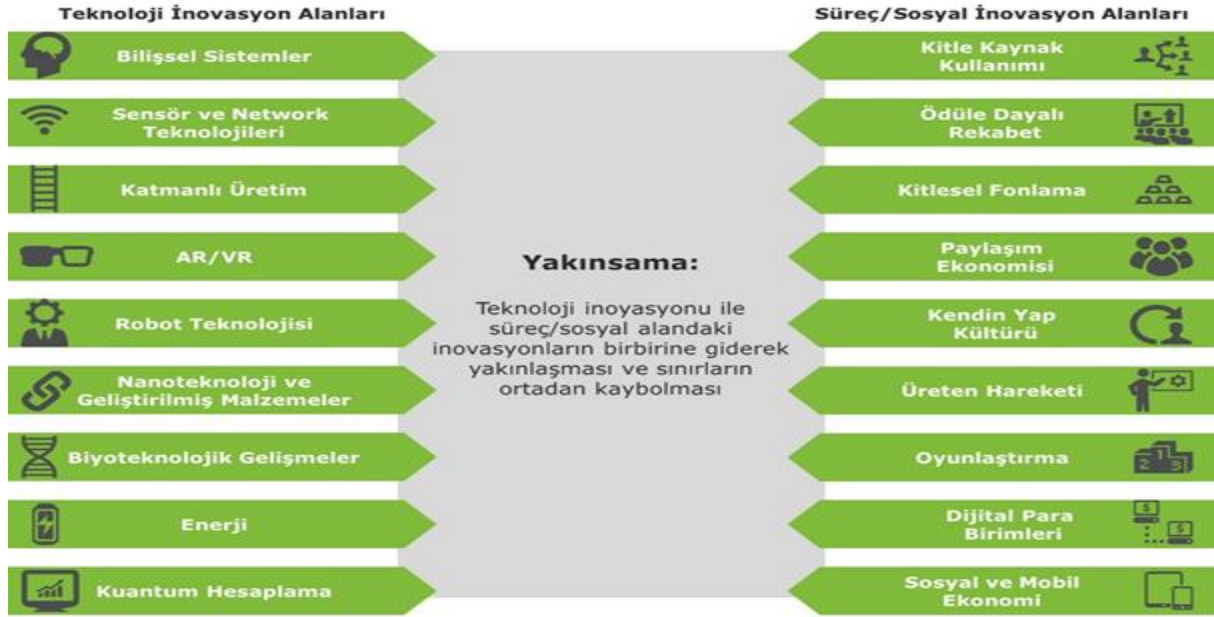 Teknoloji İnovasyon Alanları
Bilişsel Sistemler
Sensör ve Network
Teknolojileri
Katmanlı Üretim
AR/VR
Robot Teknolojisi
Nanoteknoloji ve
Geliştirilmiş Malzemeler
Biyoteknolojik Gelişmeler
Enerji
Kuantum Hesaplama
Yakınsama:
Teknoloji inoyasyonu ile
süreç/sosyal alandaki
inovasyonların birbirine giderek
yakınlaşması ve sınırların
ortadan kaybolması
Süreç/Sosyal İnovasyon Alanları
Kitle Kaynak
Kullanımı
Ödüle Dayalı
Rekabet
Kitlesel Fonlama
Paylaşım
Ekonomisi
Kendin Yap
Kültürü
Üreten Hareketi
Oyunlaştırma
2 1 3
Dijital Para
Birimleri
$
$
Sosyal ve Mobil
Ekonomi